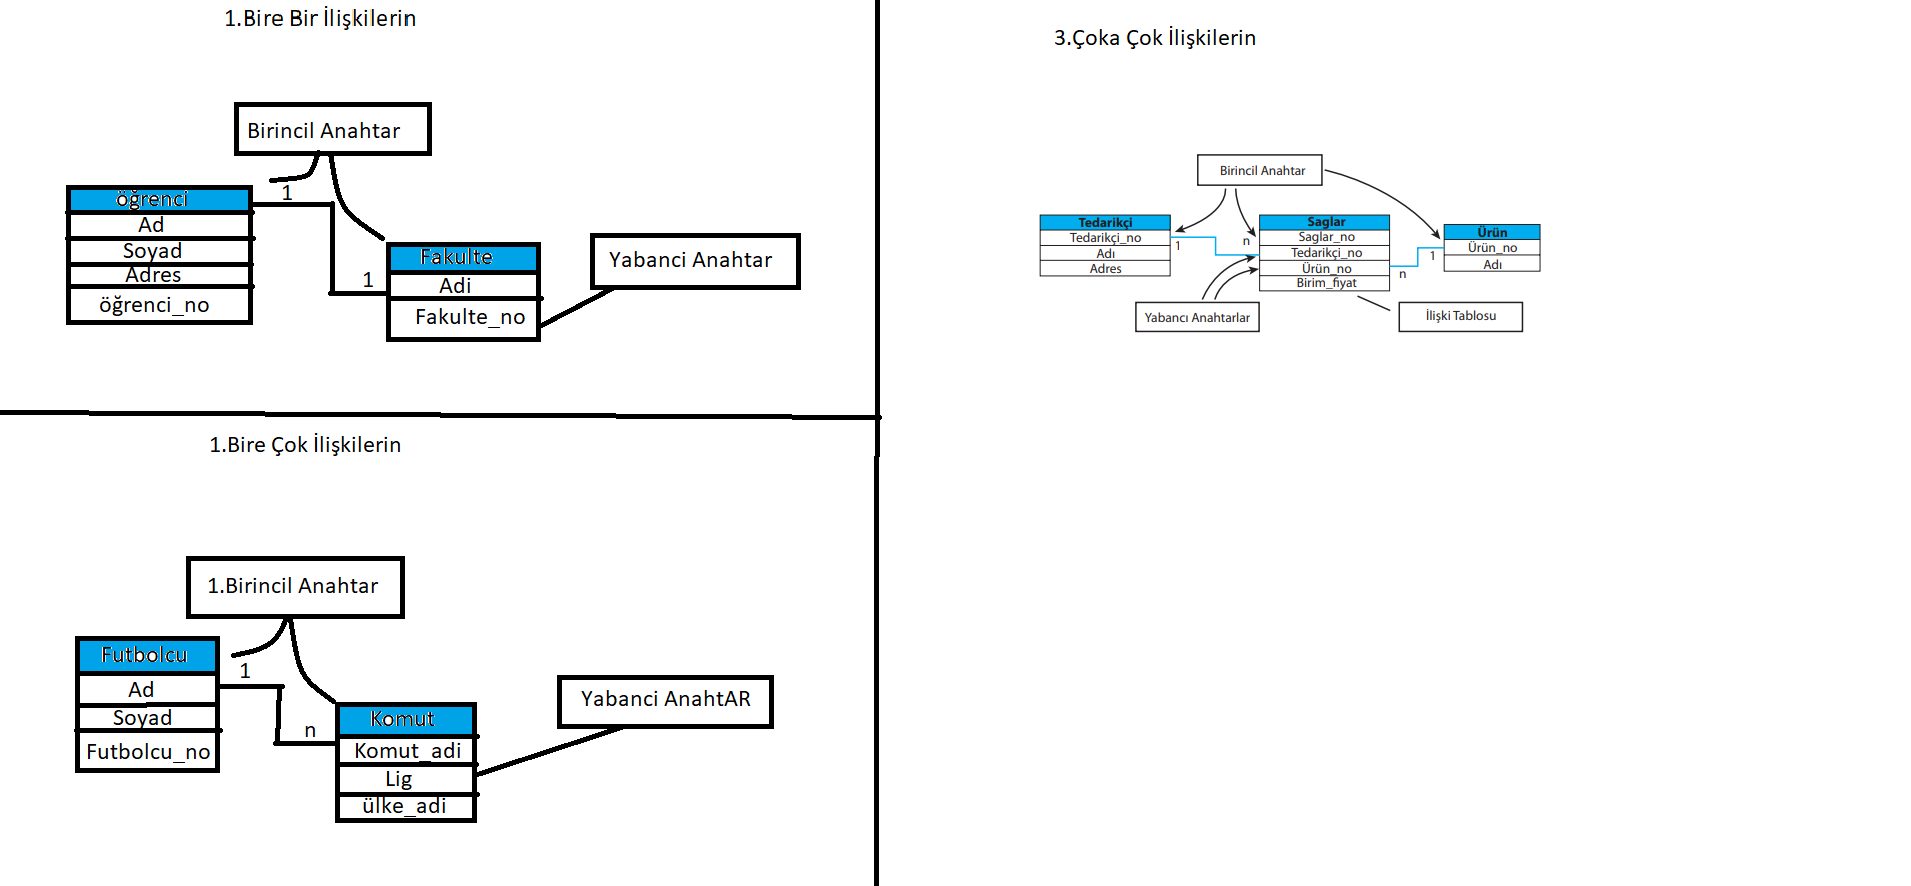 1.Bire Bir İlişkilerin
Birincil Anahtar
öğrenci
Ad
Soyad
Adres
öğrenci_no
1
1
Fakulte
Adi
Fakulte_no
Yabanci Anahtar
1.Bire Çok İlişkilerin
1.Birincil Anahtar
Futbolcu
Ad
Soyad
Futbolcu_no
1
n
Komut
Komut_adi
Lig
ülke_adi
Yabanci AnahtAR
3.Çoka Çok İlişkilerin
Birincil Anahtar
Tedarikçi
Tedarikçi_no
Adı
Adres
1
n
Saglar
Saglar_no
Tedarikçi_no
Ürün_no
Birim_fiyat
n
1
Ürün
Ürün_no
Adı
Yabancı Anahtarlar
İlişki Tablosu